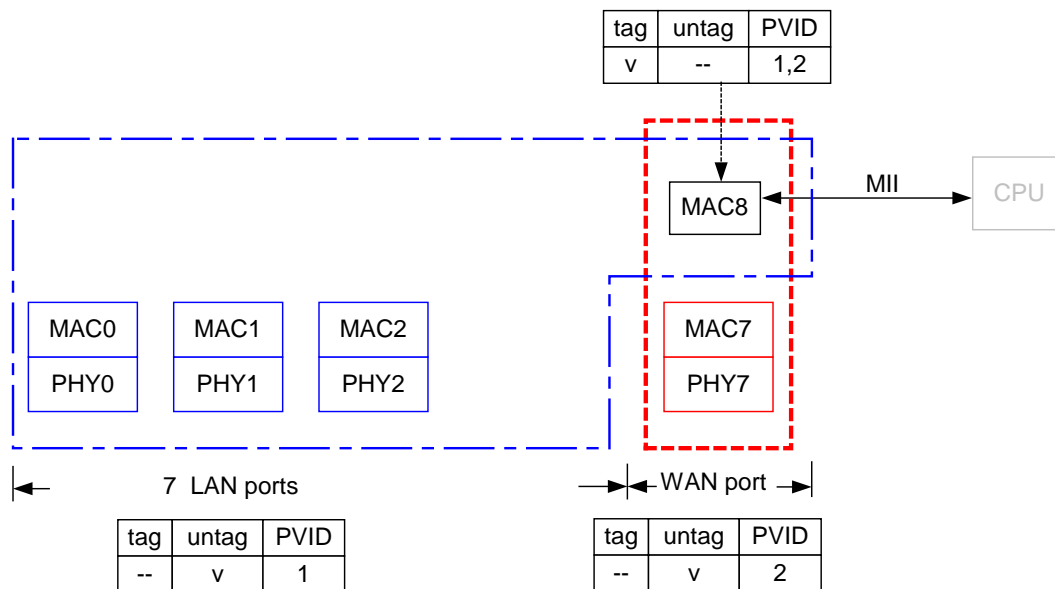 tag untag PVID
v -- 1,2
MAC8
MII
CPU
MAC0 MAC1 MAC2 MAC7
PHY0 PHY1 PHY2 PHY7
7 LAN ports WAN port
tag untag PVID tag untag PVID
-- v 1 -- v 2